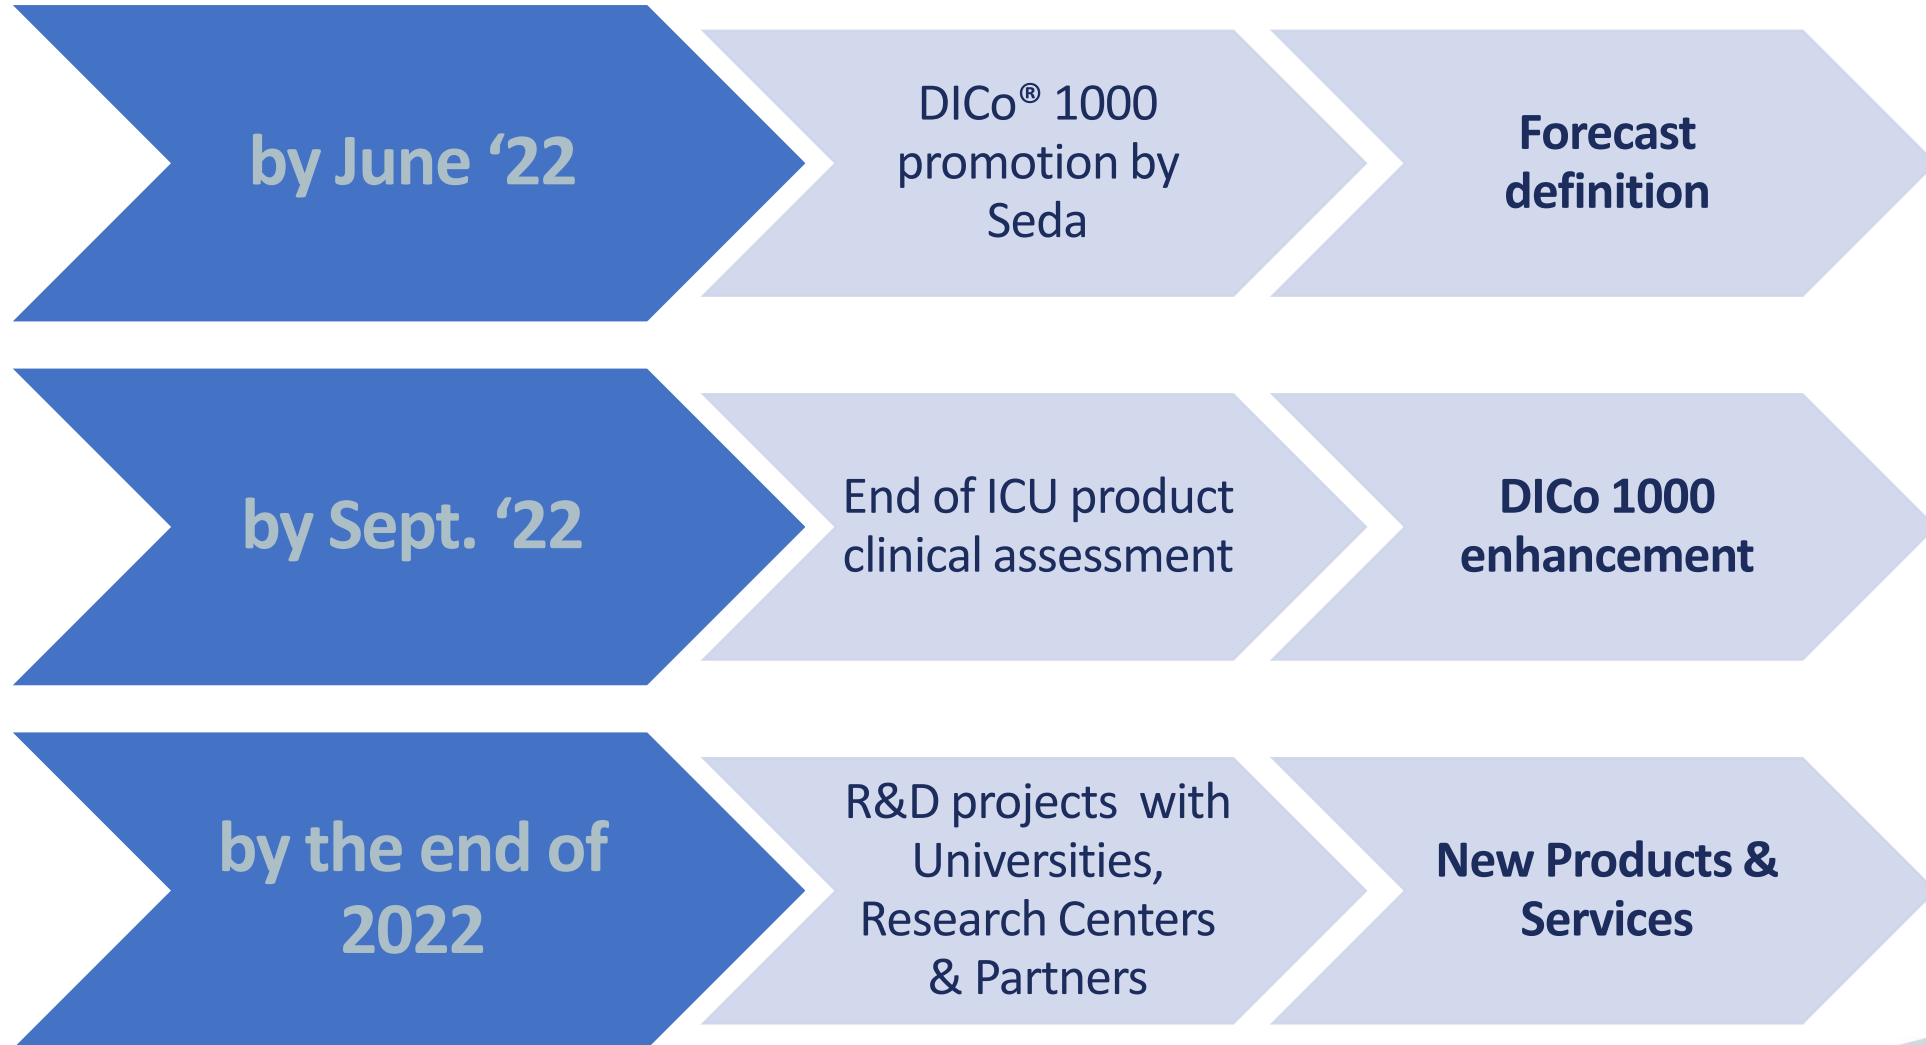 by June ‘22
DICo® 1000
promotion by
Seda
Forecast
definition
by Sept. ‘22
End of ICU product
clinical assessment
DICo 1000
enhancement
by the end of
2022
R&D projects  with
Universities,
Research Centers
& Partners
New Products &
Services